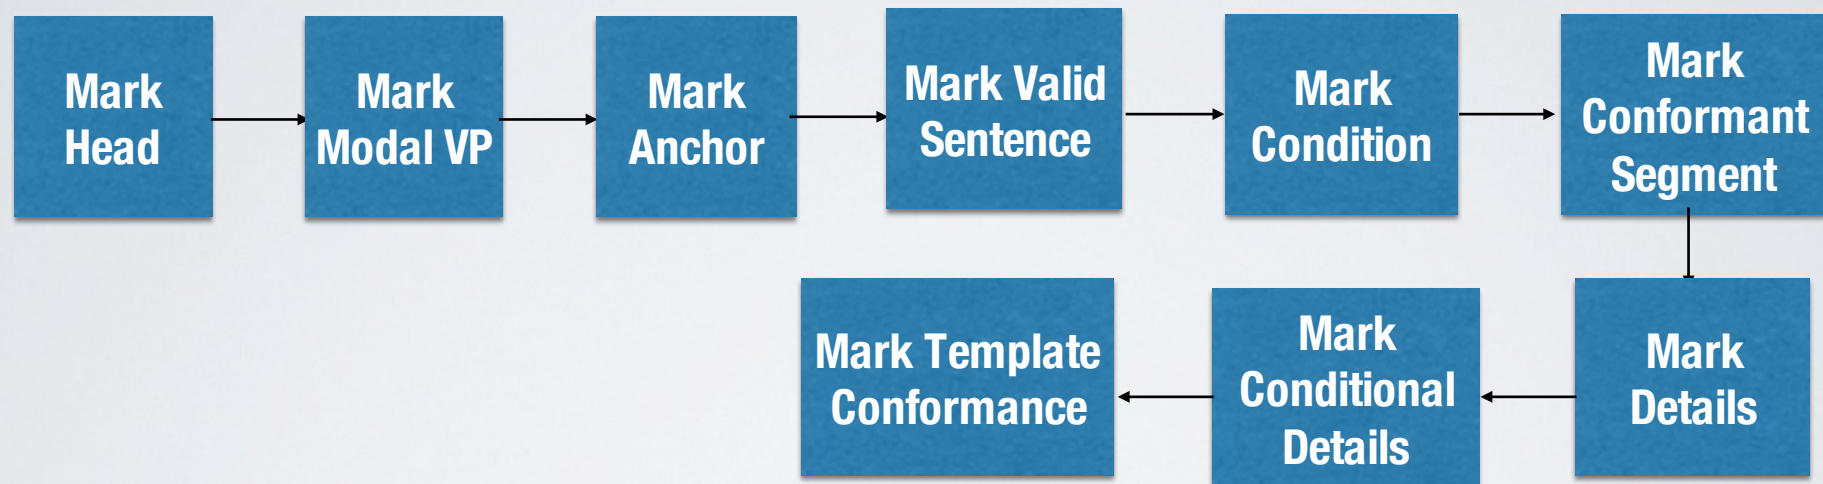 Mark
Head
Mark
Modal VP
Mark
Anchor
Mark Valid
Sentence
Mark
Condition
Mark
Conformant
Segment
Mark
Details
Mark
Conditional
Details
Mark Template
Conformance